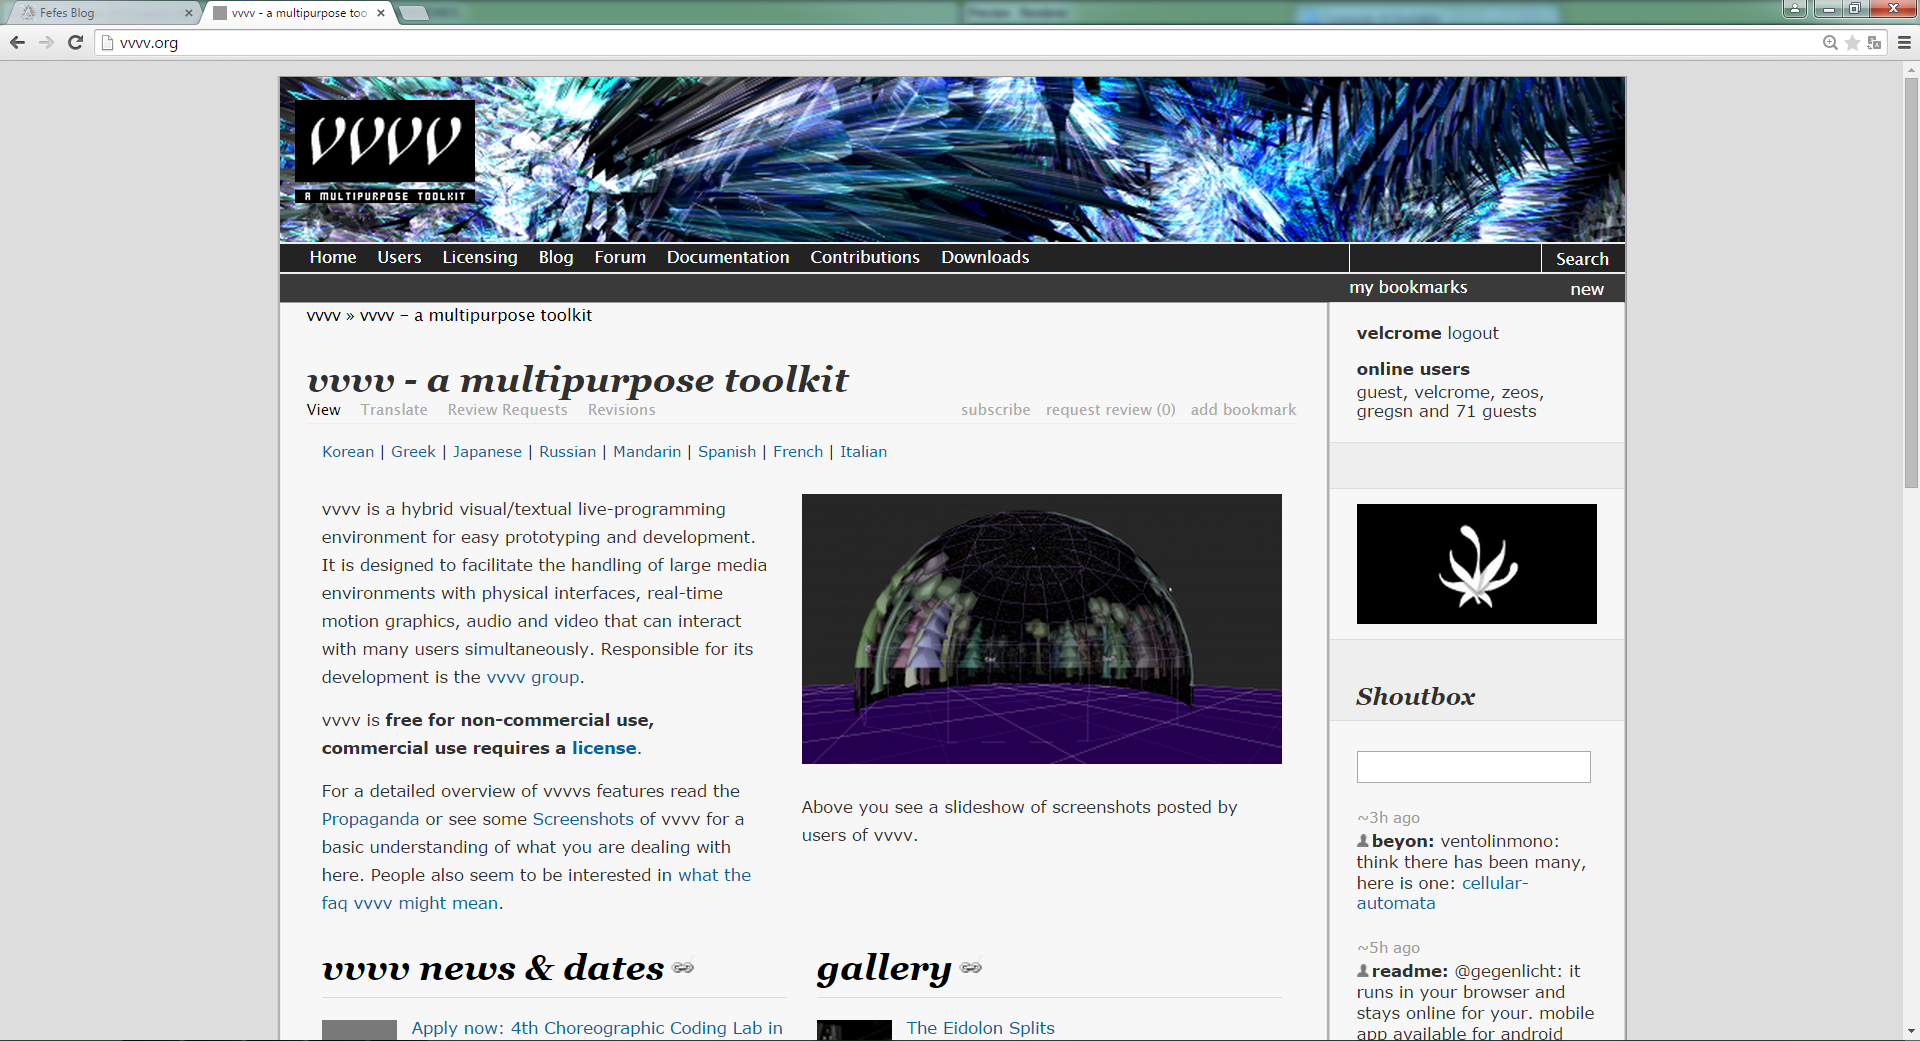 Fefes Blog
vvvv - a multipurpose too
vvvv.org
vvvv
A MULTIPURPOSE TOOLKIT
Home Users Licensing Blog Forum Documentation Contributions Downloads Search
my bookmarks new
vvvv » vvvv - a multipurpose toolkit
vvvv - a multipurpose toolkit
View Translate Review Requests Revisions subscribe request review (0) add bookmark
Korean | Greek | Japanese | Russian | Mandarin | Spanish | French | Italian
vvvv is a hybrid visual/textual live-programming
environment for easy prototyping and development.
It is designed to facilitate the handling of large media
environments with physical interfaces, real-time
motion graphics, audio and video that can interact
with many users simultaneously. Responsible for its
development is the vvvv group.
vvvv is free for non-commercial use,
commercial use requires a license.
For a detailed overview of vvvvs features read the
Propaganda or see some Screenshots of vvvv for a
basic understanding of what you are dealing with
here. People also seem to be interested in what the
faq vvvv might mean.
Above you see a slideshow of screenshots posted by
users of vvvv.
vvvv news & dates
Apply now: 4th Choreographic Coding Lab in
gallery
The Eidolon Splits
velcrome logout
online users
guest, velcrome, zeos,
gregsn and 71 guests
Shoutbox
~3h ago
beyon: ventolinmono:
think there has been many,
here is one: cellular-
automata
~5h ago
readme: @gegenlicht: it
runs in your browser and
stays online for your. mobile
app available for android